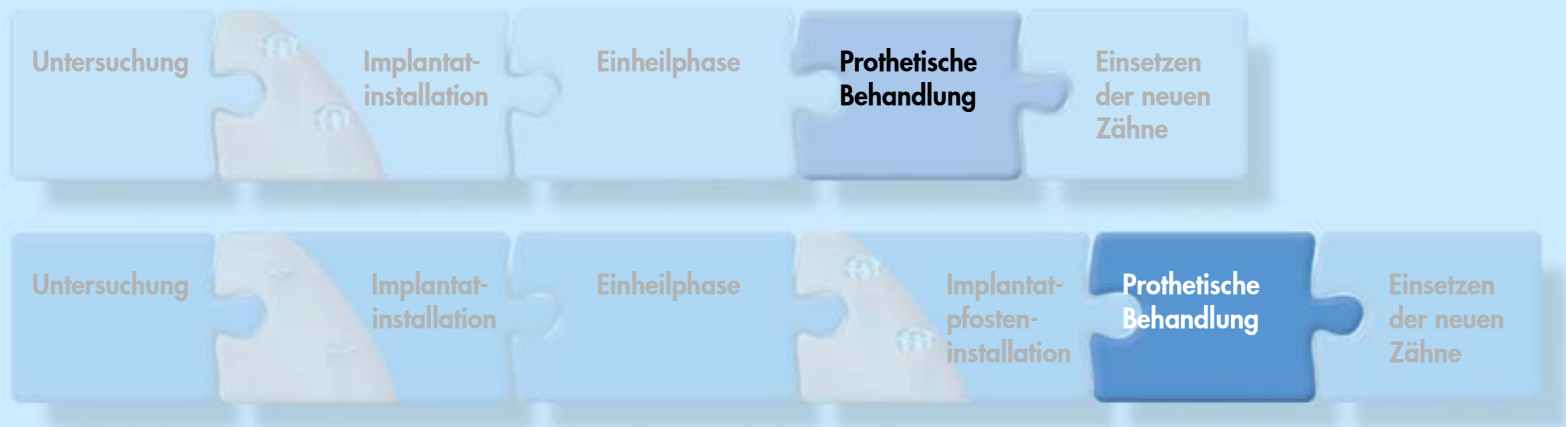 Untersuchung
Implantat-
installation
Einheilphase
Prothetische
Behandlung
Einsetzen
der neuen
Zähne
Untersuchung
Implantat-
installation
Einheilphase
Implantat-
pfosten-
installation
Prothetische
Behandlung
Einsetzen
der neuen
Zähne